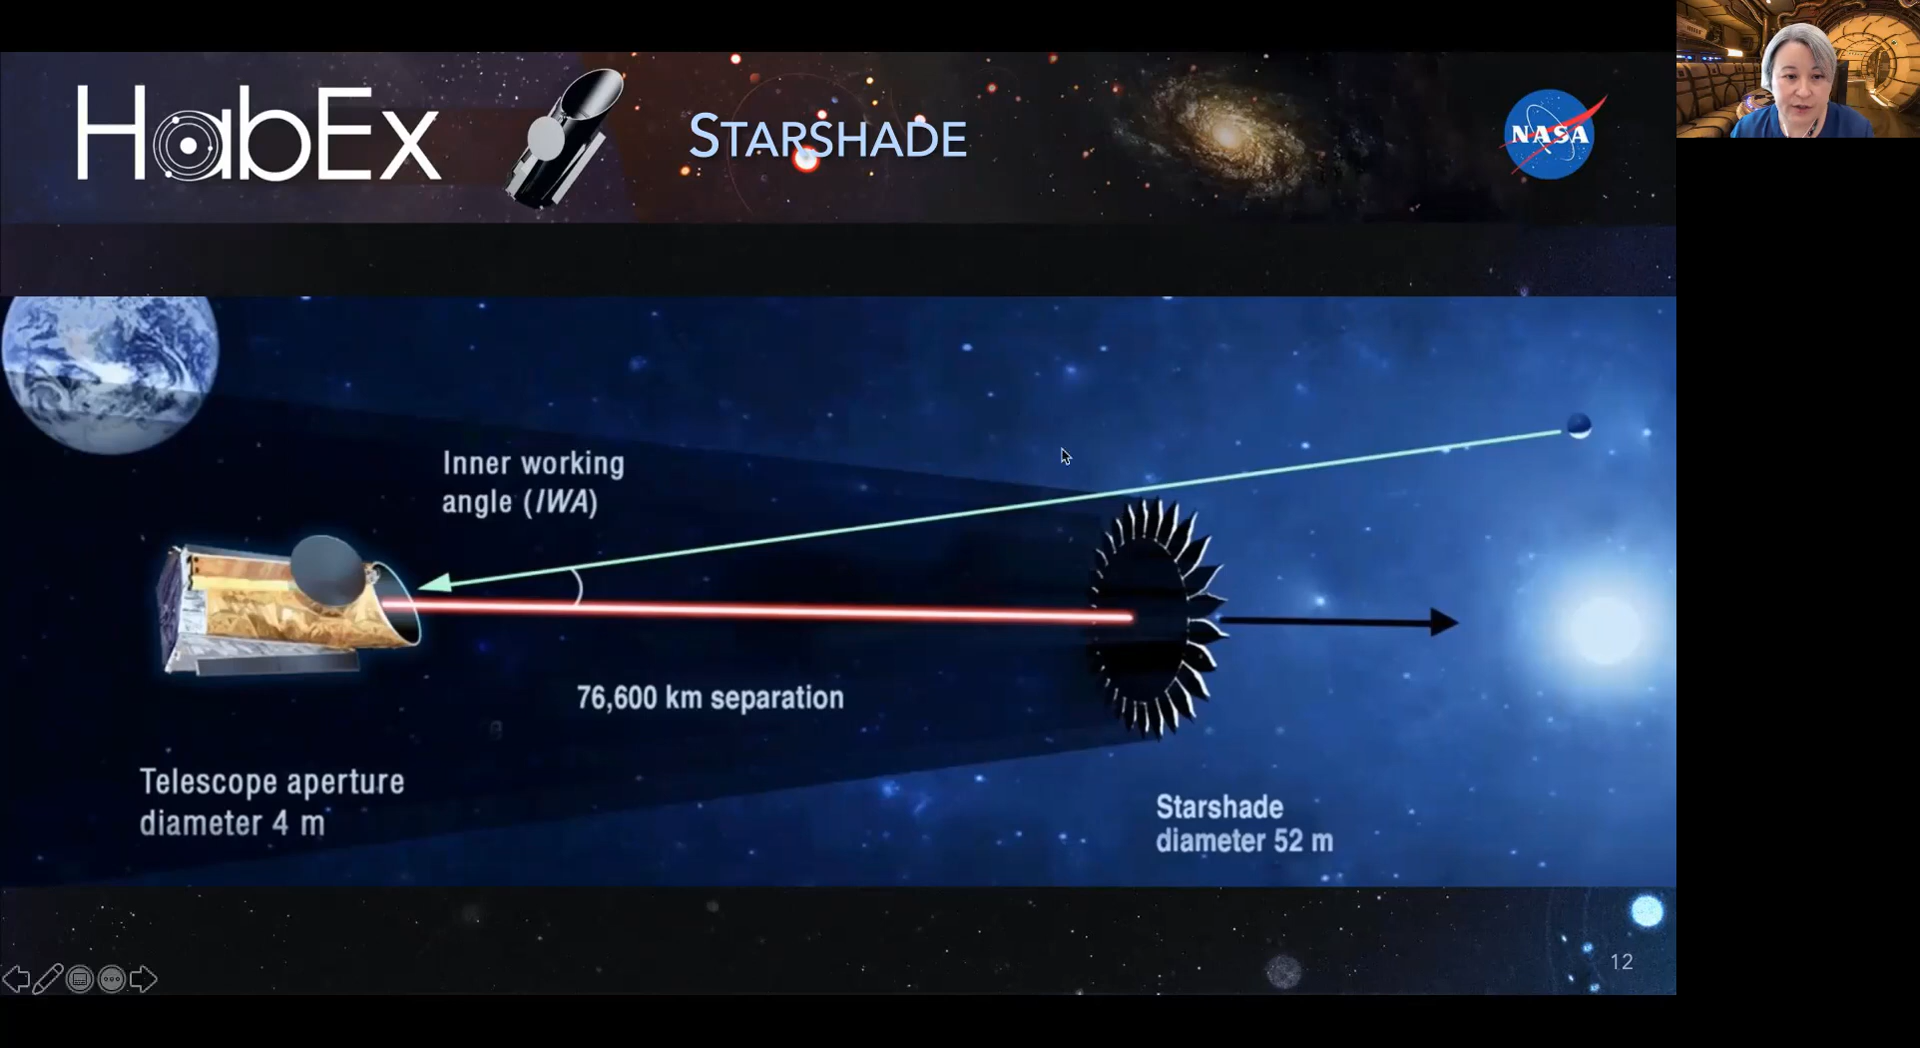 HabEx
STARSHADE
NASA
Inner working
angle (IWA)
76,600 km separation
Telescope aperture
diameter 4 m
Starshade
diameter 52 m
12